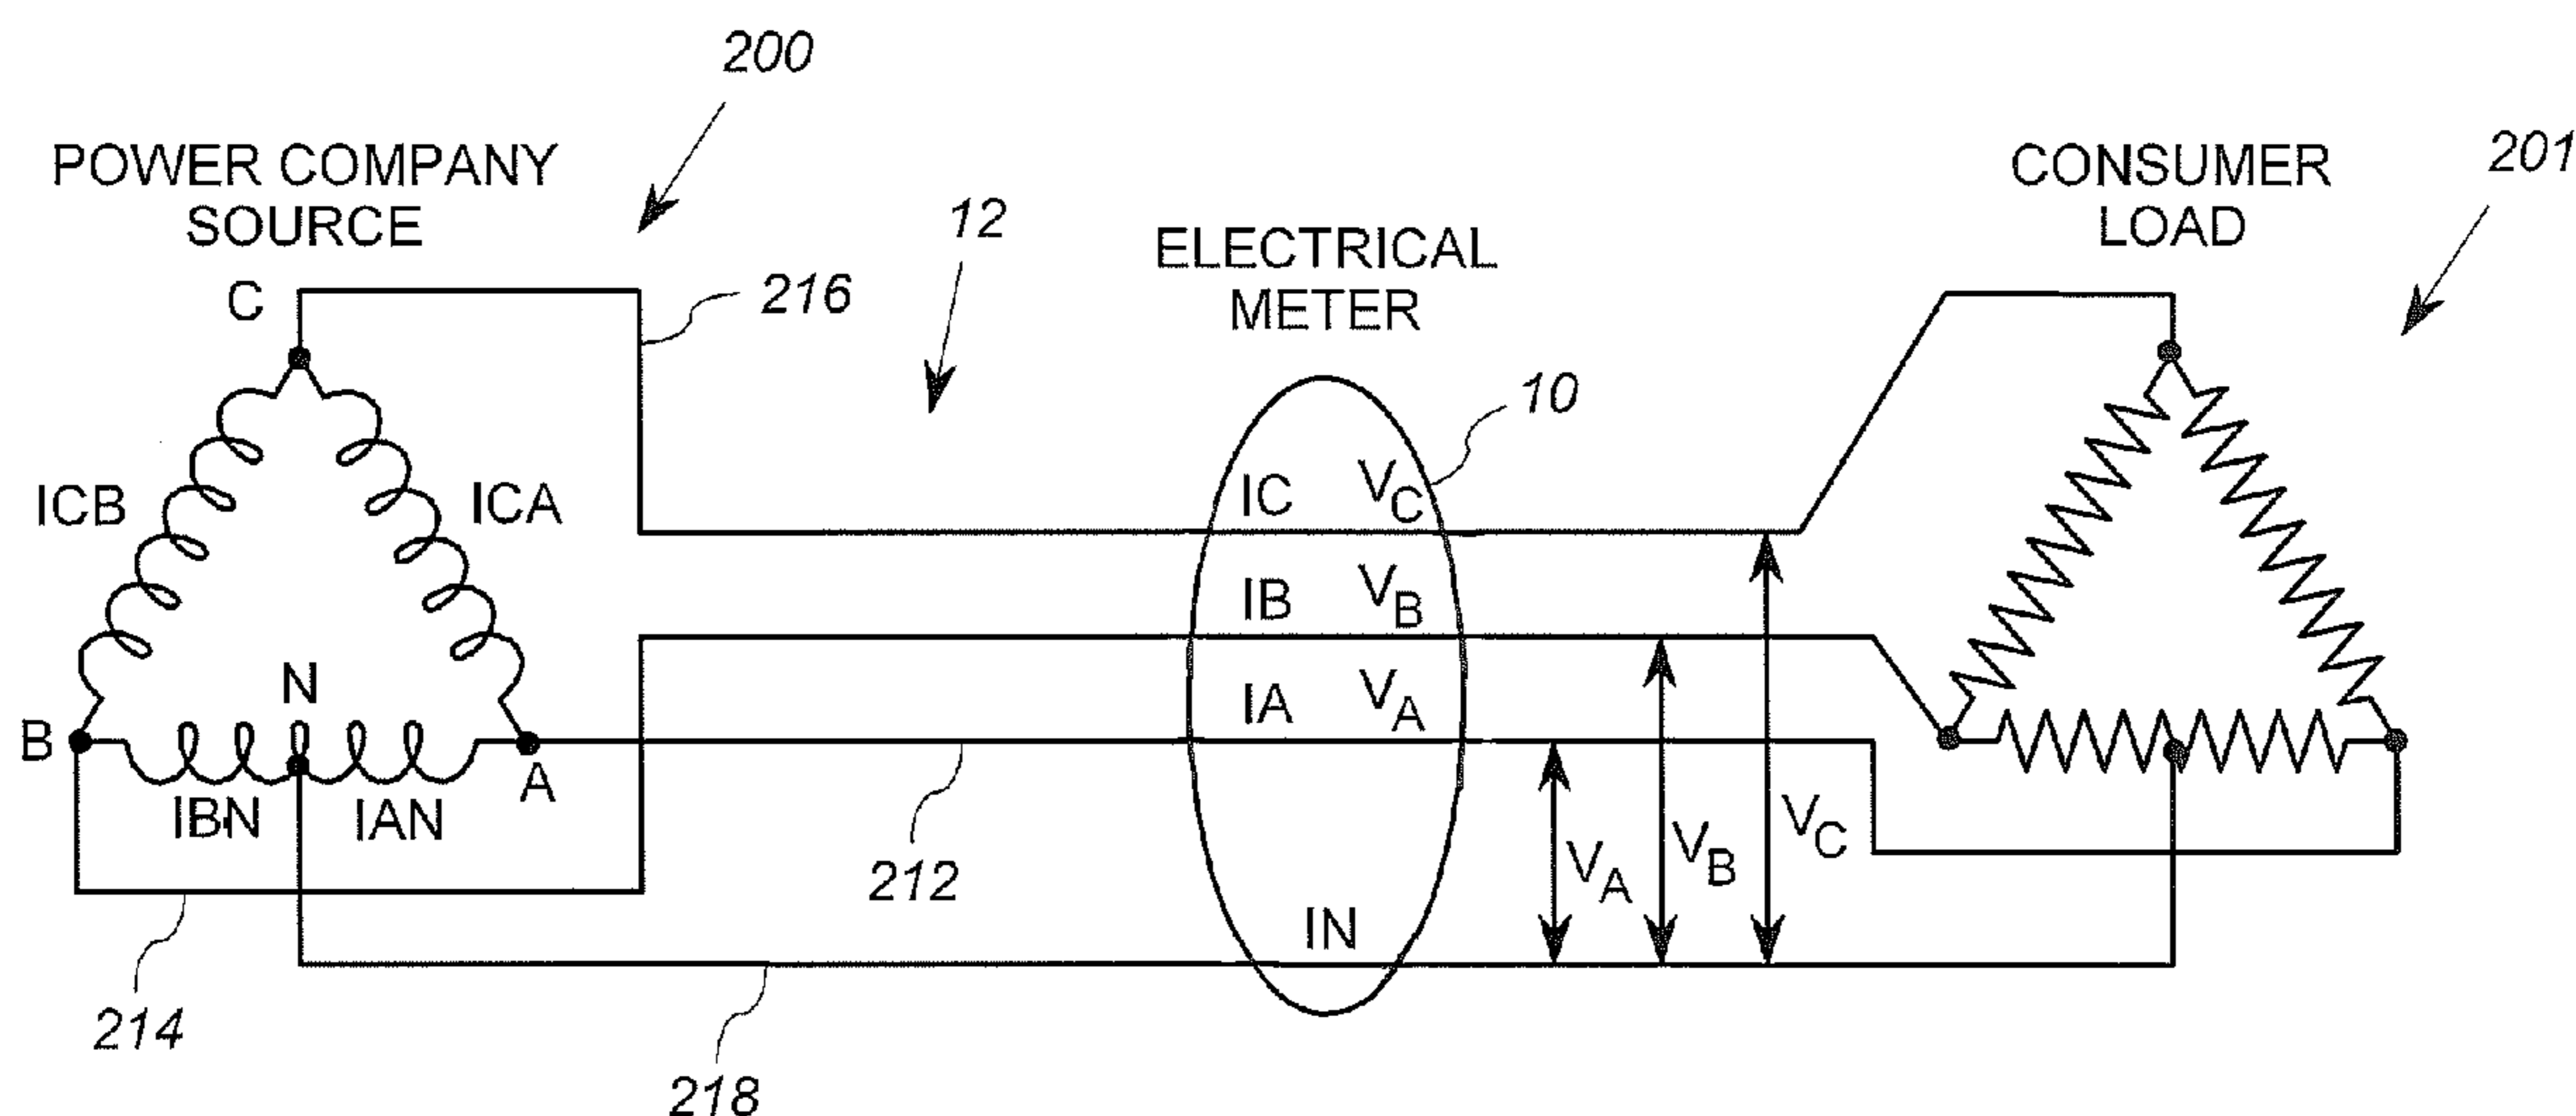 200
POWER COMPANY
SOURCE
12
ELECTRICAL
METER
CONSUMER
LOAD
201
C
216
10
ICB
ICA
IC VC
IB VB
IA VA
N
B
A
IBN IAN
212
VA
VB
VC
IN
214
218